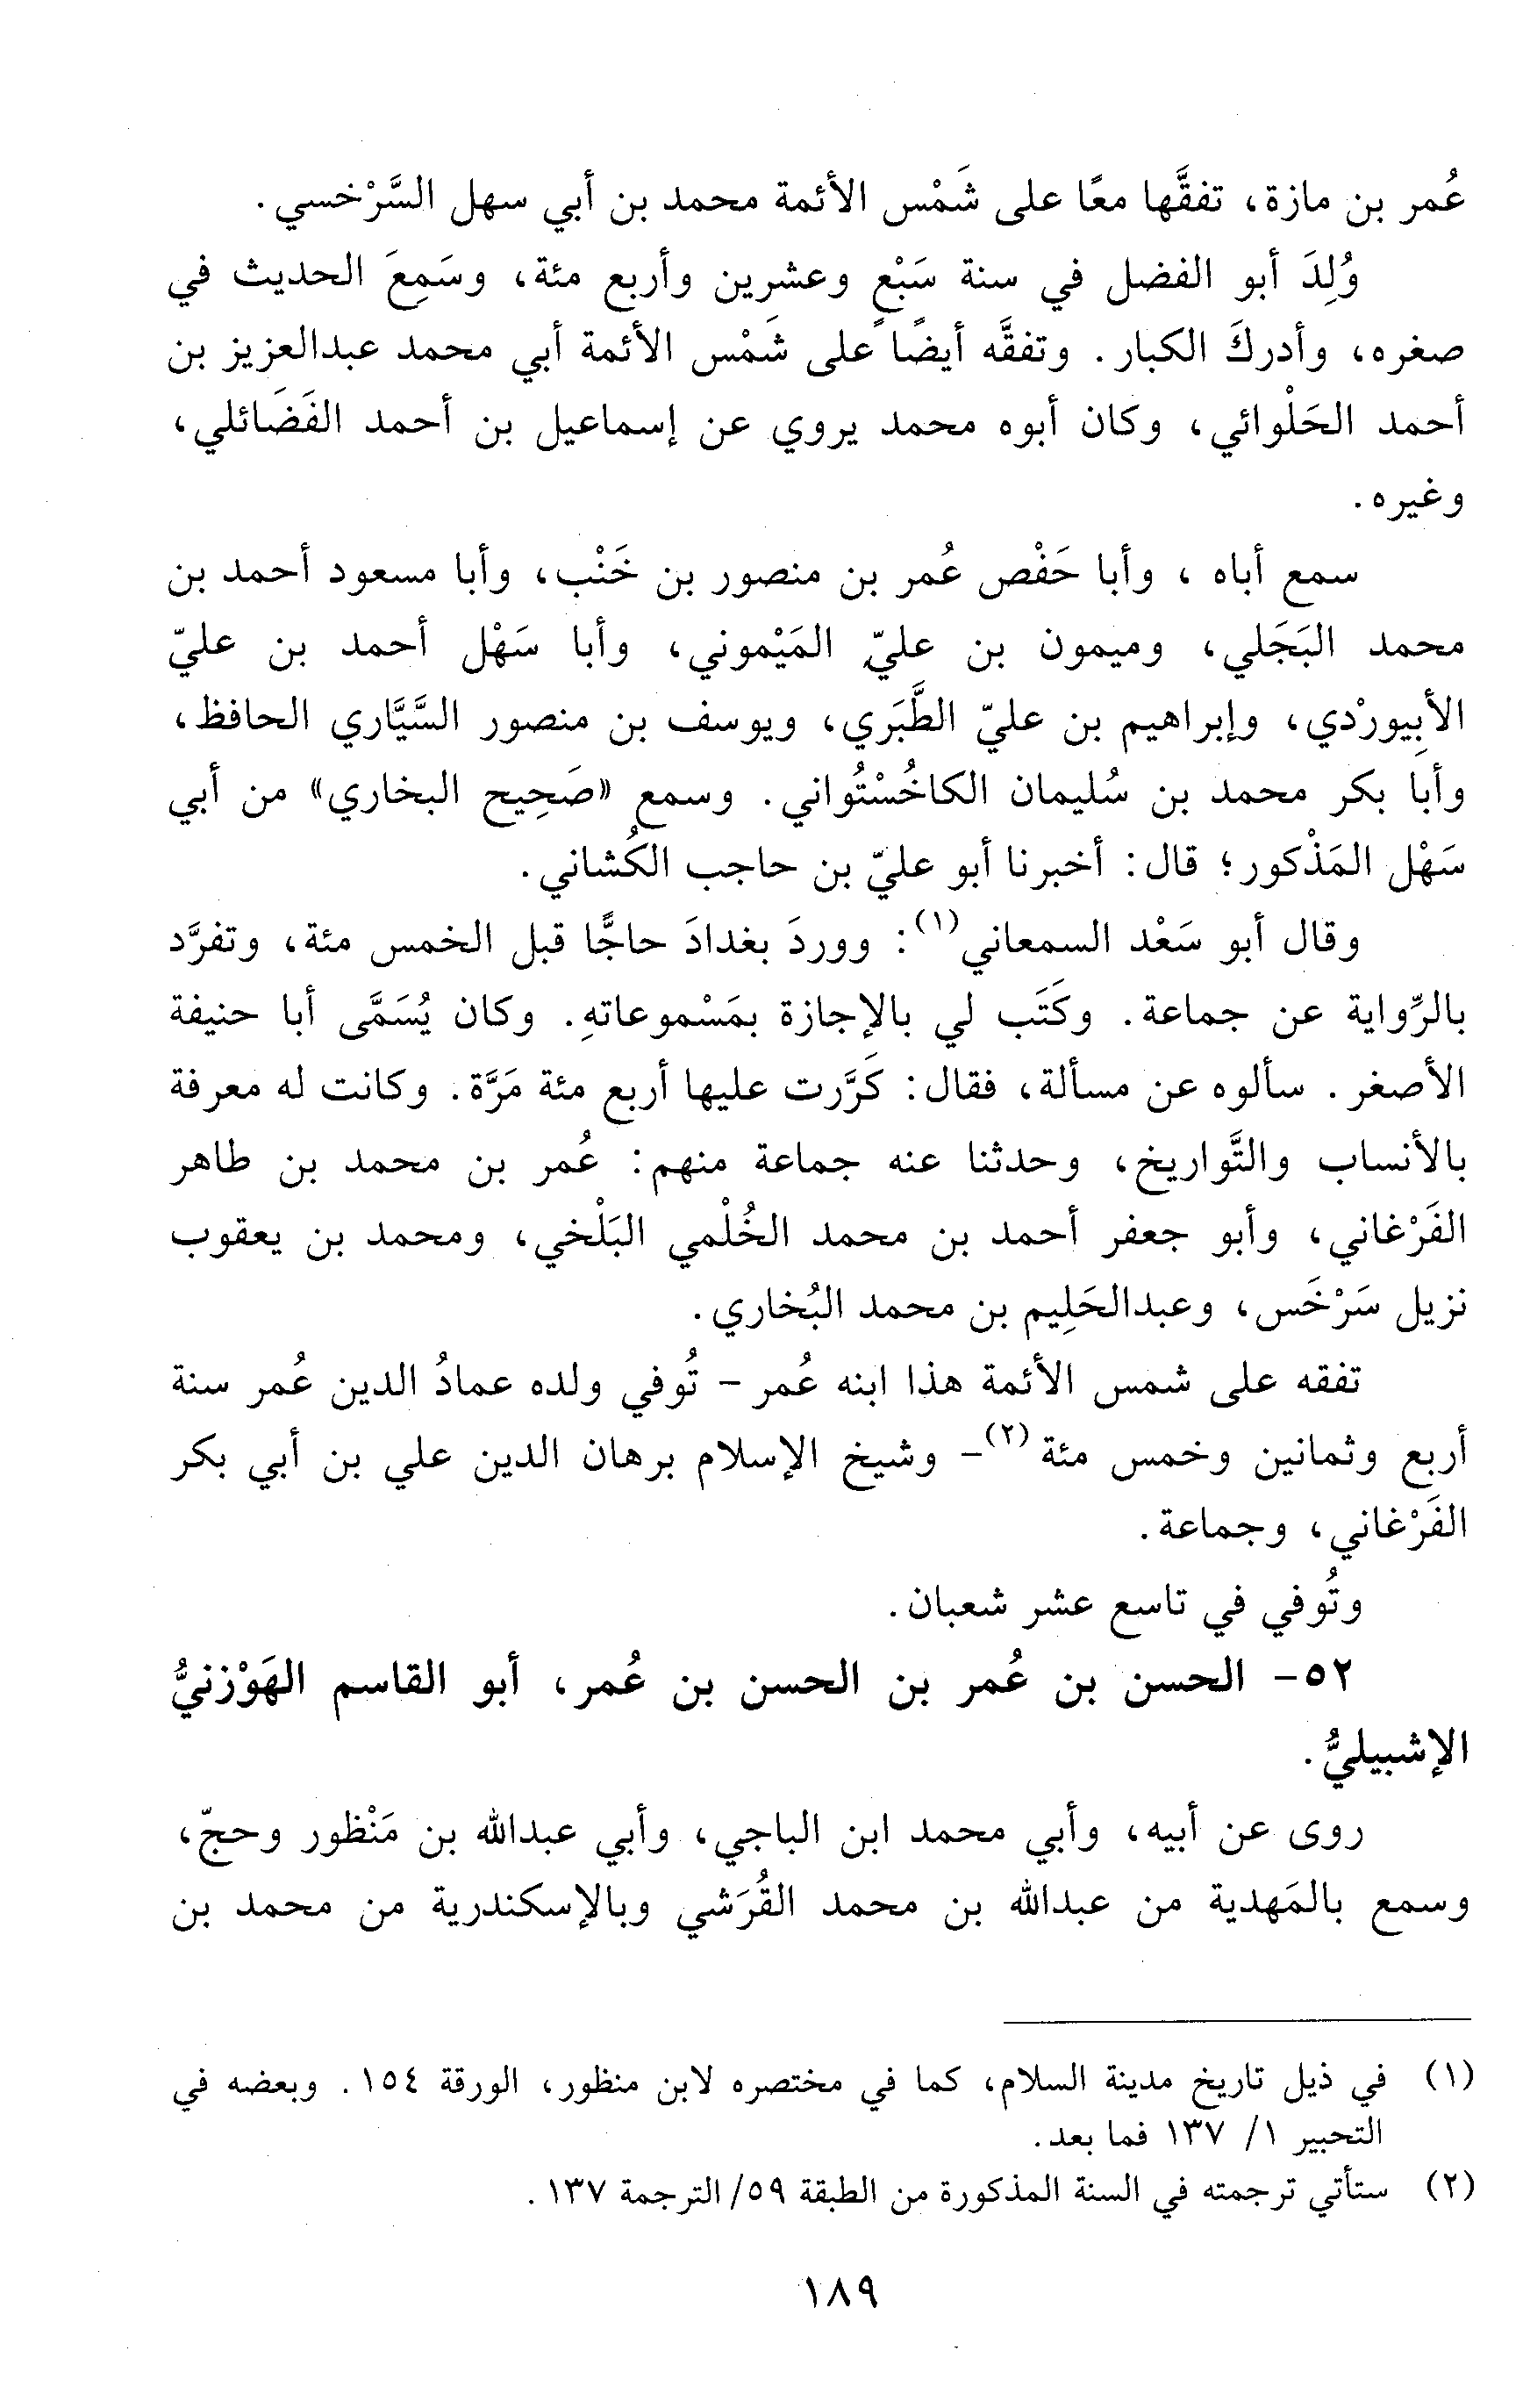 عُمر بن مازة، تفقَّها معًا على شَمْس الأئمة محمد بن أبي سهل السَّرْخسي.
وُلِدَ أبو الفضل في سنة سَبْع وعشرين وأربع مئة، وسَمِعَ الحديث في
صغره، وأدركَ الكبار. وتفقَّه أيضًا على شَمْس الأئمة أبي محمد عبدالعزيز بن
أحمد الحَلْوائي، وكان أبوه محمد يروي عن إسماعيل بن أحمد الفَضَائلي،
وغيره.
سمع أباه ، وأبا حَفْص عُمر بن منصور بن خَنْب، وأبا مسعود أحمد بن
محمد البَجَلي، وميمون بن عليّ المَيْموني، وأبا سَهْل أحمد بن عليّ
الأبِيورْدي، وإبراهيم بن عليّ الطَّبَري، ويوسف بن منصور السَّيَّاري الحافظ،
وأبا بكر محمد بن سُليمان الكاخُسْتُواني. وسمع «صَحِيح البخاري» من أبي
سَهْل المَذْكور؛ قال: أخبرنا أبو عليّ بن حاجب الكُشاني.
وقال أبو سَعْد السمعاني(١): ووردَ بغدادَ حاجًّا قبل الخمس مئة، وتفرَّد
بالرِّواية عن جماعة. وكَتَب لي بالإجازة بمَسْموعاتهِ. وكان يُسَمَّى أبا حنيفة
الأصغر. سألوه عن مسألة، فقال: كَرَّرت عليها أربع مئة مَرَّة. وكانت له معرفة
بالأنساب والتَّواريخ، وحدثنا عنه جماعة منهم: عُمر بن محمد بن طاهر
الفَرْغاني، وأبو جعفر أحمد بن محمد الخُلْمي البَلْخي، ومحمد بن يعقوب
نزيل سَرْخَس، وعبدالحَلِيم بن محمد البُخاري.
تفقه على شمس الأئمة هذا ابنه عُمر - تُوفي ولده عمادُ الدين عُمر سنة
أربع وثمانين وخمس مئة(٢)- وشيخ الإسلام برهان الدين علي بن أبي بكر
الفَرْغاني، وجماعة.
وتُوفي في تاسع عشر شعبان.
٥٢- الحسن بن عُمر بن الحسن بن عُمر، أبو القاسم الهَوْزنيُّ
الإشبيليُّ.
روى عن أبيه، وأبي محمد ابن الباجي، وأبي عبدالله بن مَنْظور وحجّ،
وسمع بالمَهدية من عبدالله بن محمد القُرَشي وبالإسكندرية من محمد بن
(١) في ذيل تاريخ مدينة السلام، كما في مختصره لابن منظور، الورقة ١٥٤. وبعضه في
التحبير ١/ ١٣٧ فما بعد.
(٢) ستأتي ترجمته في السنة المذكورة من الطبقة ٥٩/ الترجمة ١٣٧.
١٨٩